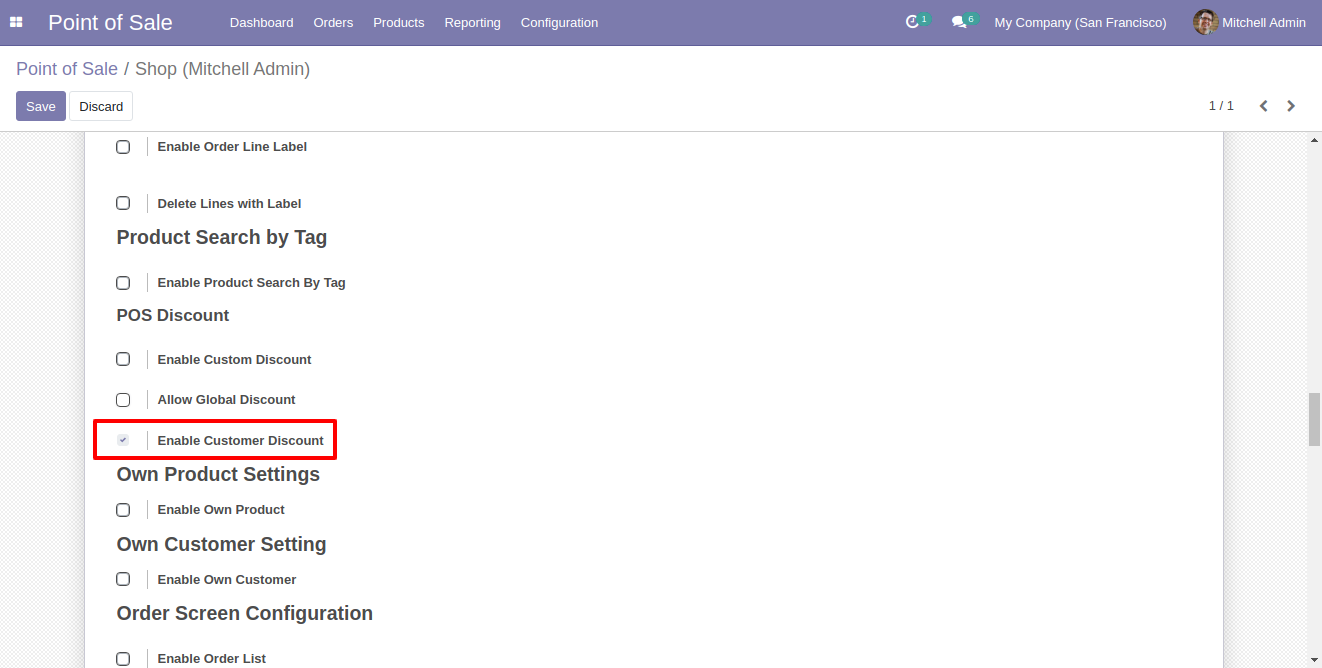 Point of Sale Dashboard Orders Products Reporting Configuration 1 6 My Company (San Francisco) Mitchell Admin
Point of Sale / Shop (Mitchell Admin)
Save Discard 1 / 1
Enable Order Line Label
Delete Lines with Label
Product Search by Tag
Enable Product Search By Tag
POS Discount
Enable Custom Discount
Allow Global Discount
Enable Customer Discount
Own Product Settings
Enable Own Product
Own Customer Setting
Enable Own Customer
Order Screen Configuration
Enable Order List